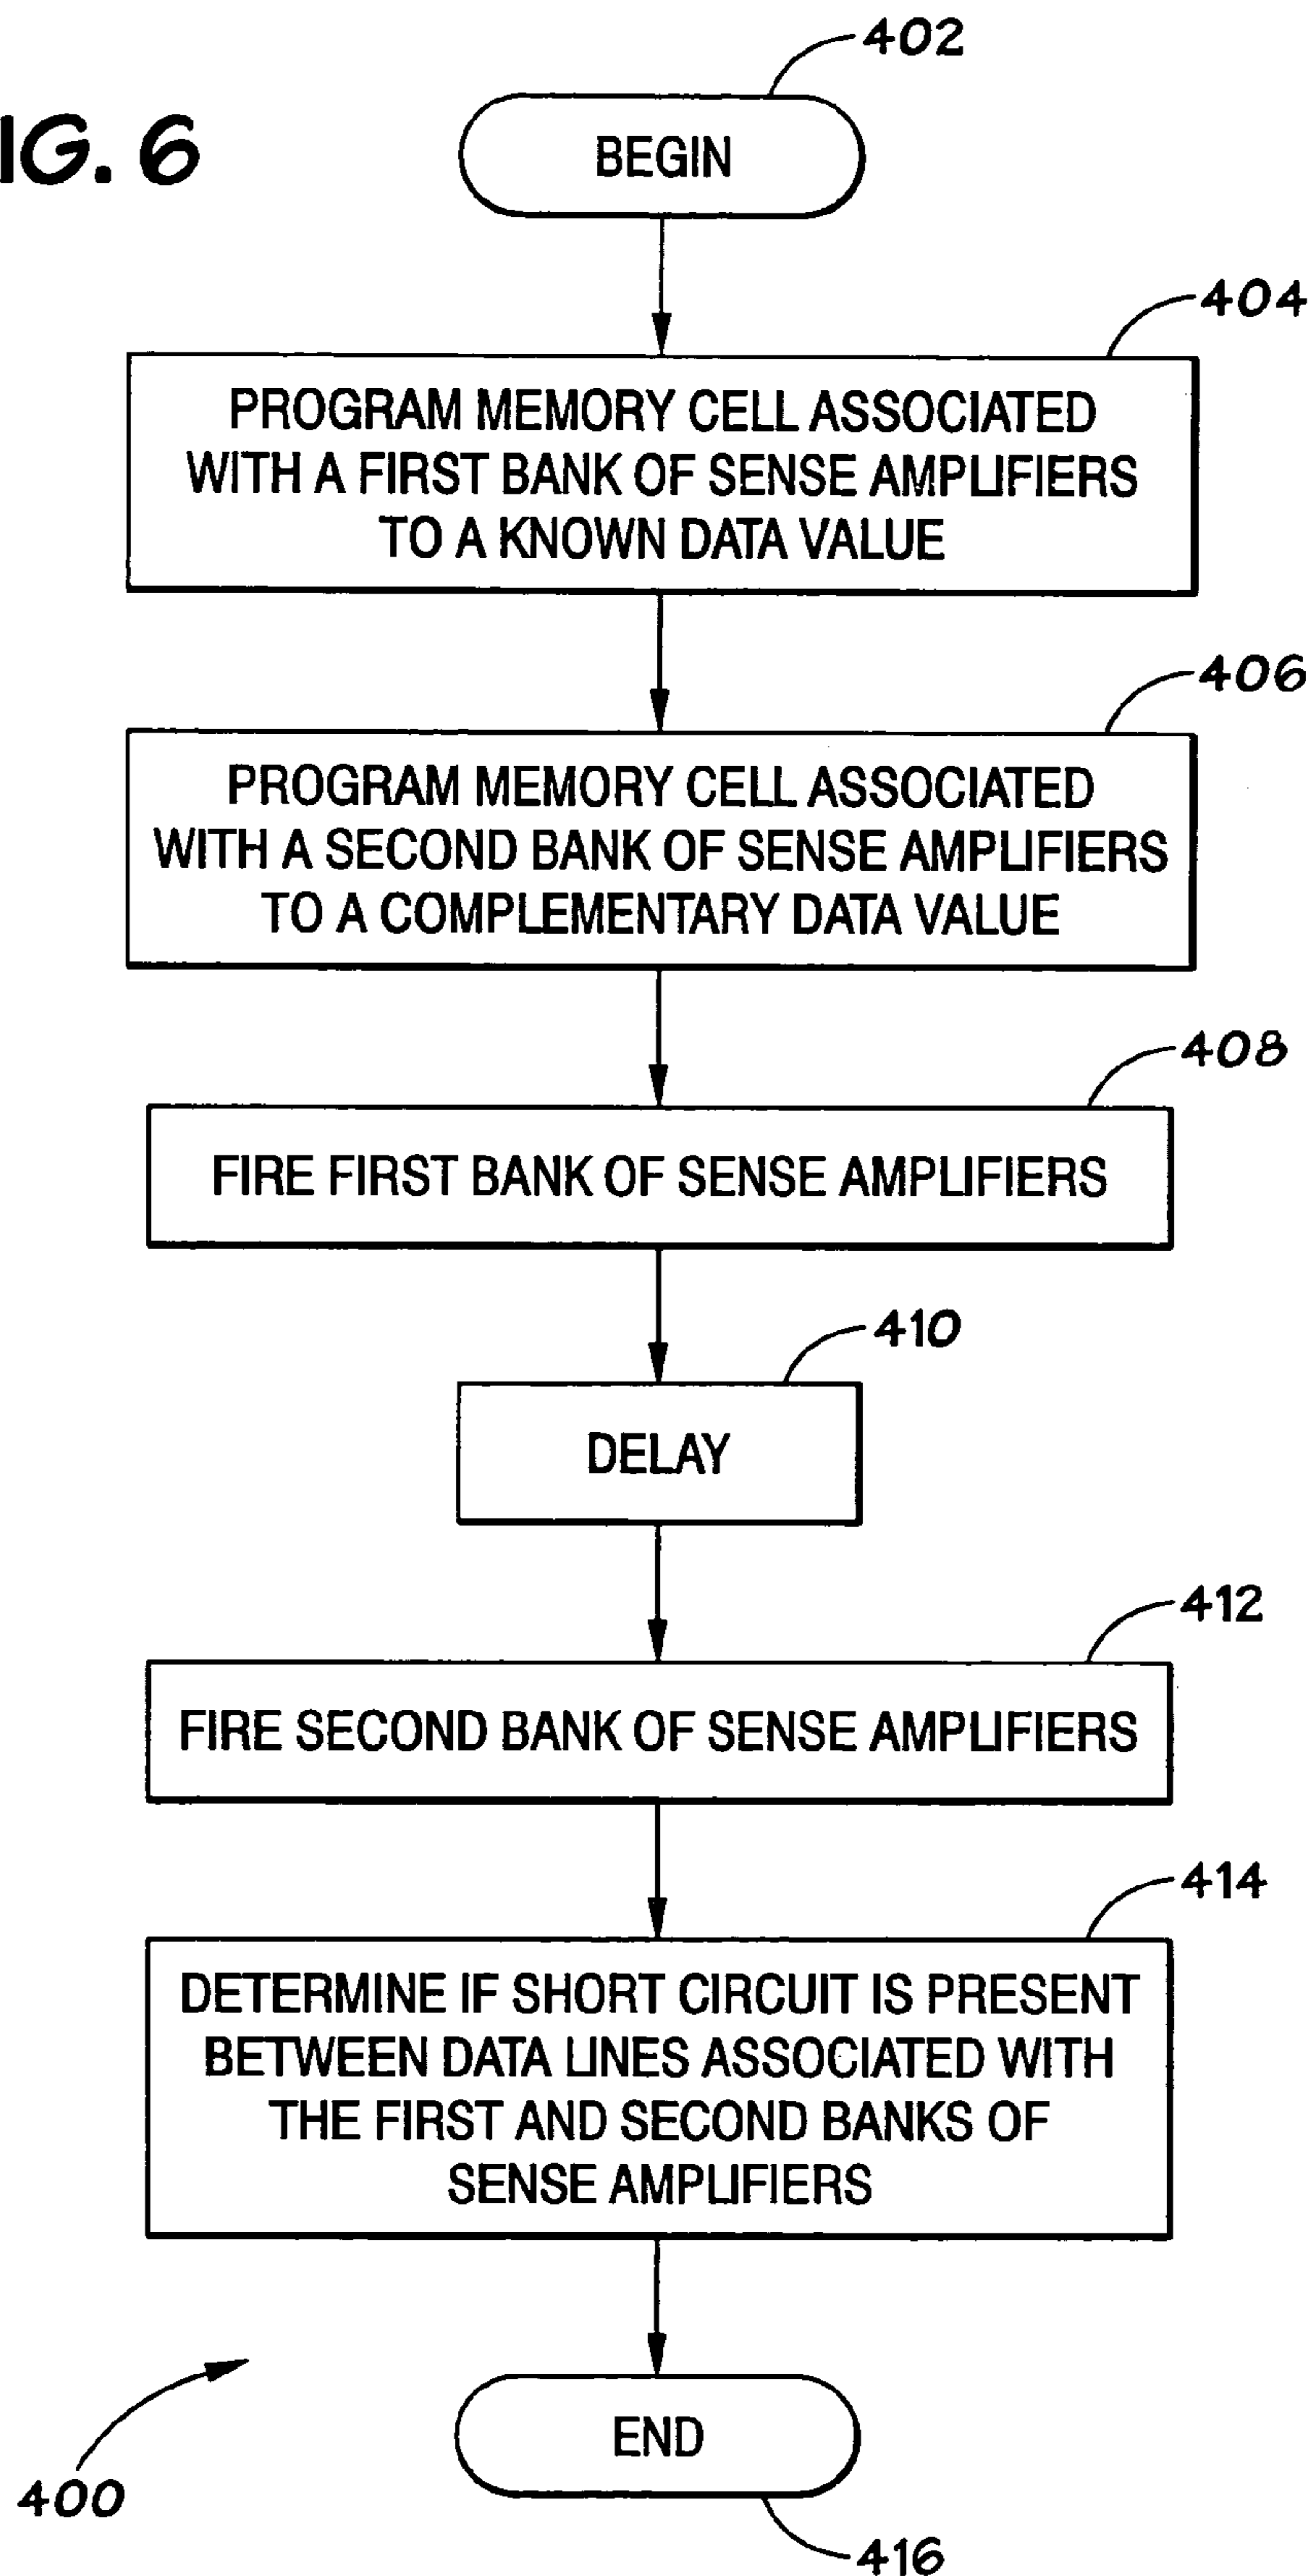 IG. 6
402
BEGIN
404
PROGRAM MEMORY CELL ASSOCIATED
WITH A FIRST BANK OF SENSE AMPLIFIERS
TO A KNOWN DATA VALUE
406
PROGRAM MEMORY CELL ASSOCIATED
WITH A SECOND BANK OF SENSE AMPLIFIERS
TO A COMPLEMENTARY DATA VALUE
408
FIRE FIRST BANK OF SENSE AMPLIFIERS
410
DELAY
412
FIRE SECOND BANK OF SENSE AMPLIFIERS
414
DETERMINE IF SHORT CIRCUIT IS PRESENT
BETWEEN DATA LINES ASSOCIATED WITH
THE FIRST AND SECOND BANKS OF
SENSE AMPLIFIERS
END
400
416